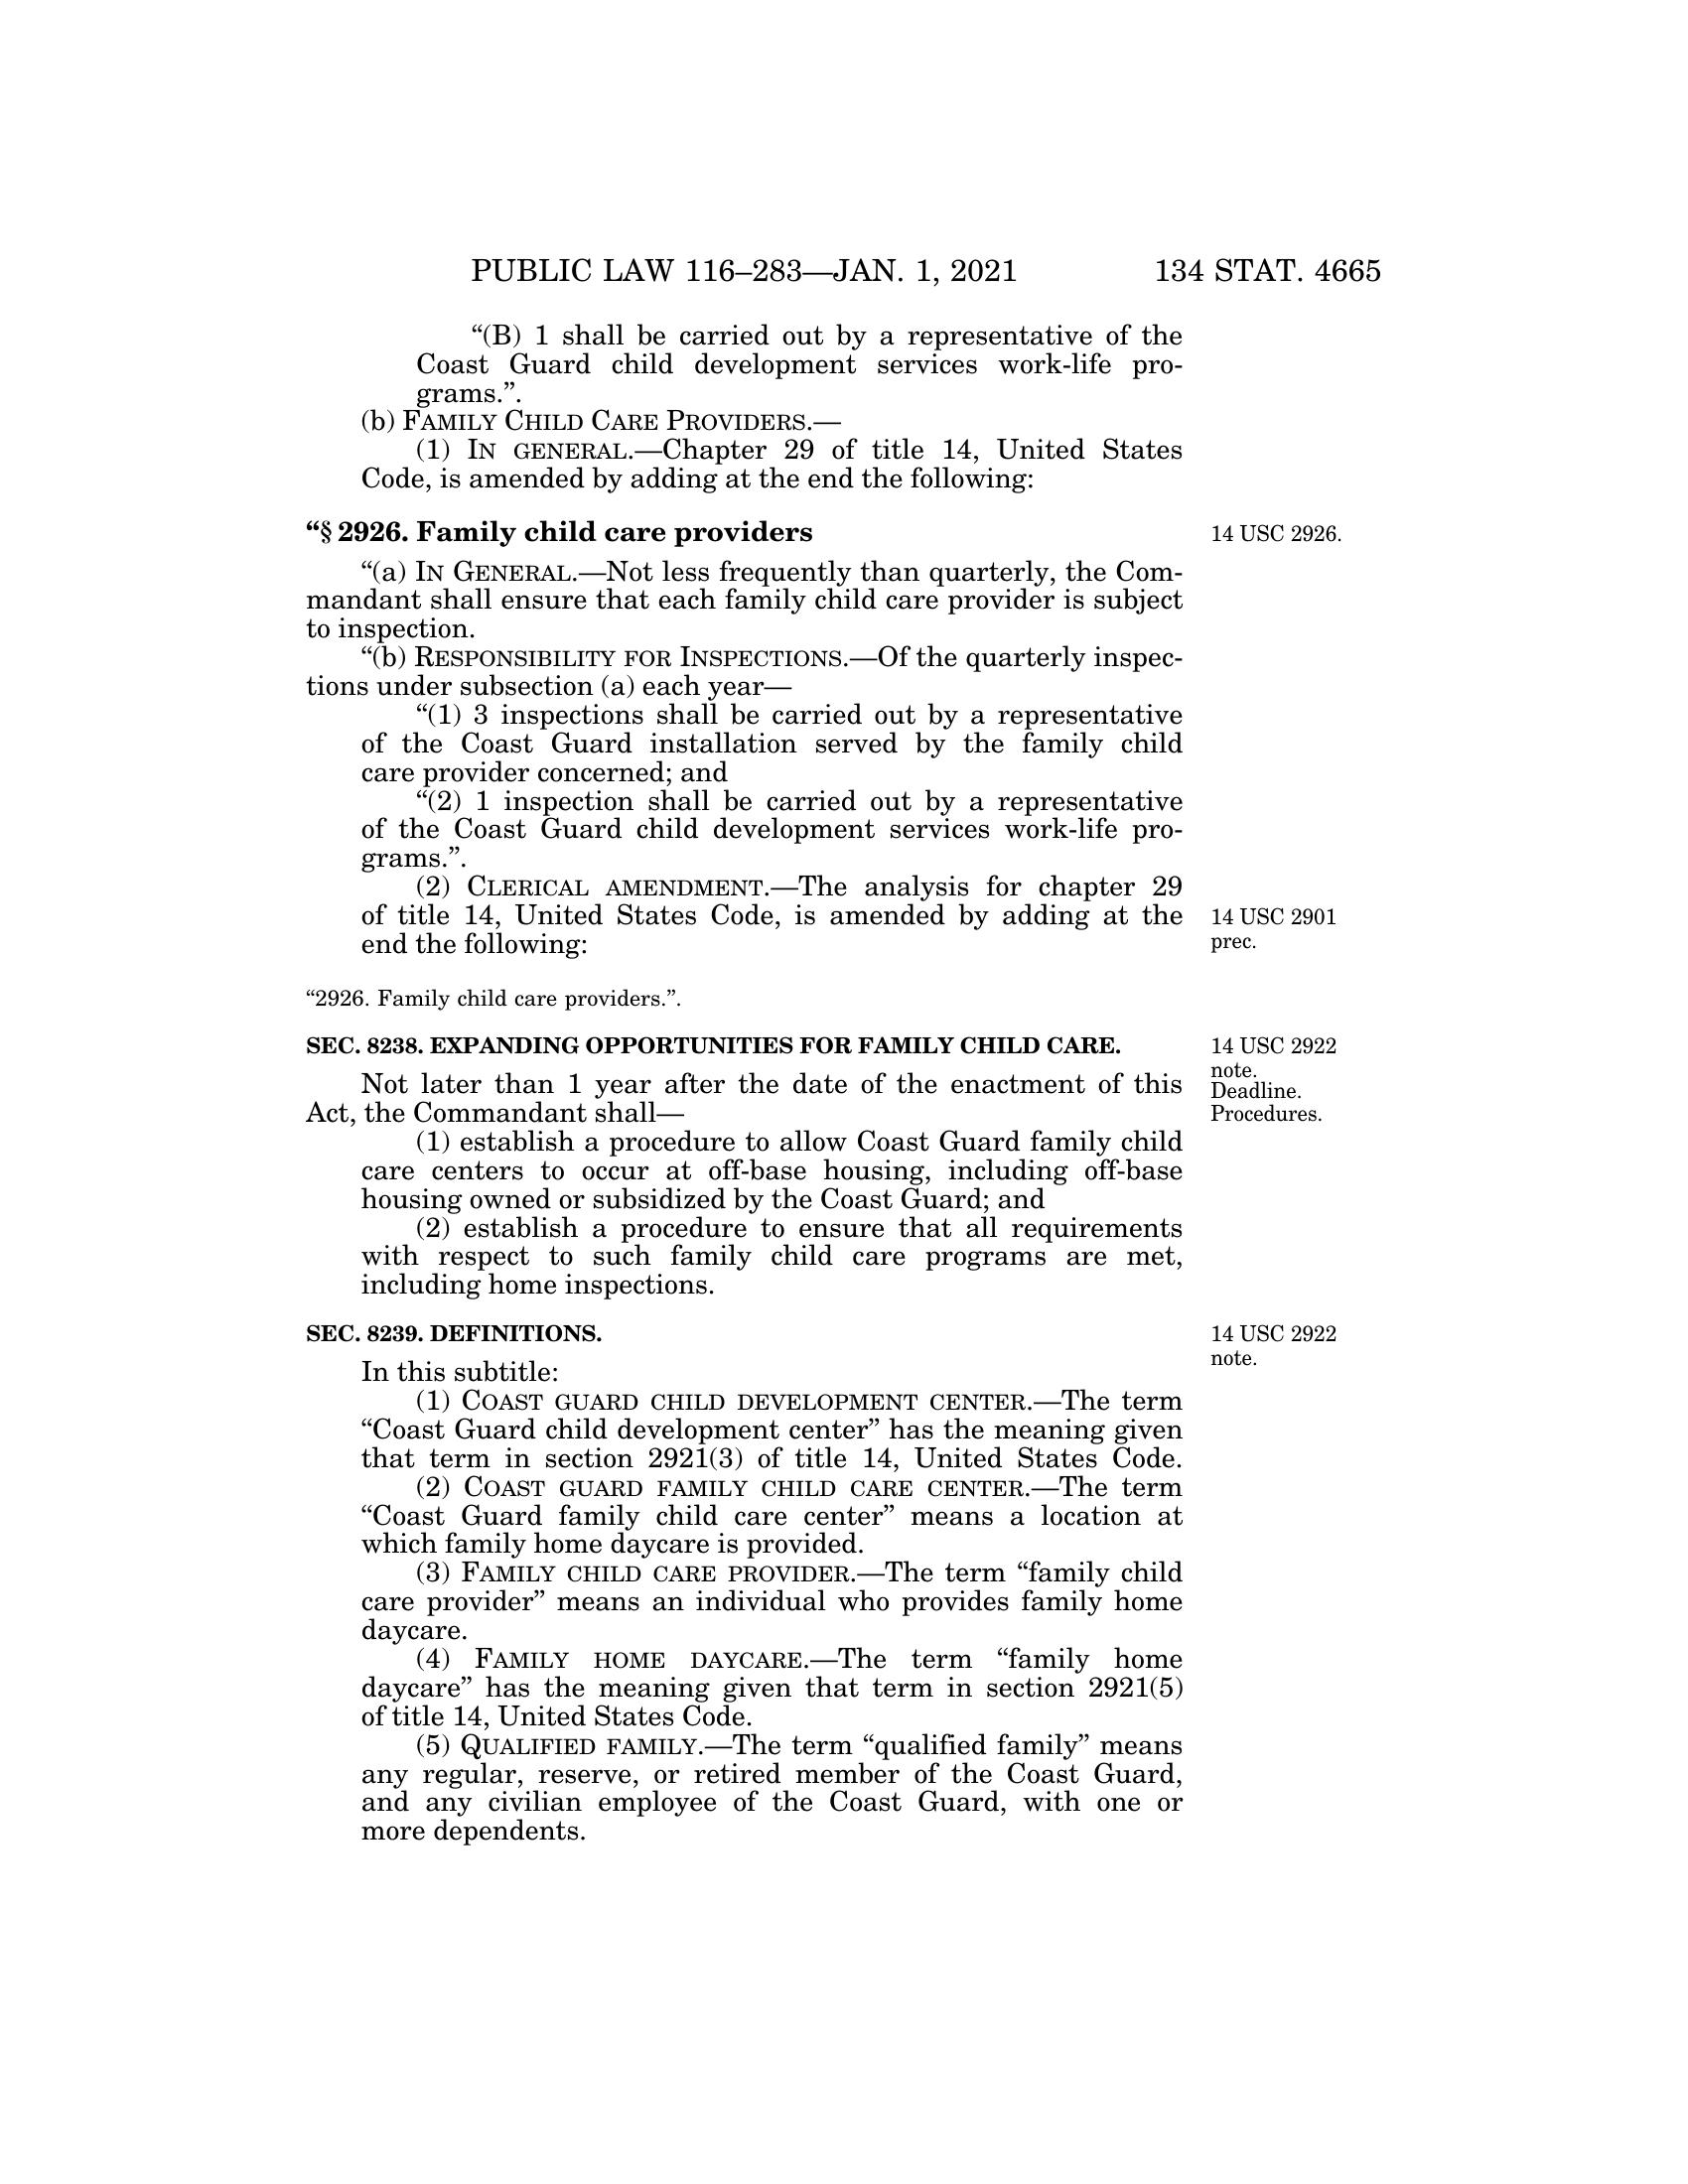 PUBLIC LAW 116–283—JAN. 1, 2021 134 STAT. 4665
“(B) 1 shall be carried out by a representative of the
Coast Guard child development services work-life pro-
grams.”.
(b) FAMILY CHILD CARE PROVIDERS.—
(1) IN GENERAL.—Chapter 29 of title 14, United States
Code, is amended by adding at the end the following:
“§ 2926. Family child care providers
14 USC 2926.
“(a) IN GENERAL.—Not less frequently than quarterly, the Com-
mandant shall ensure that each family child care provider is subject
to inspection.
“(b) RESPONSIBILITY FOR INSPECTIONS.—Of the quarterly inspec-
tions under subsection (a) each year—
“(1) 3 inspections shall be carried out by a representative
of the Coast Guard installation served by the family child
care provider concerned; and
“(2) 1 inspection shall be carried out by a representative
of the Coast Guard child development services work-life pro-
grams.”.
(2) CLERICAL AMENDMENT.—The analysis for chapter 29
of title 14, United States Code, is amended by adding at the
end the following:
14 USC 2901
prec.
“2926. Family child care providers.”.
SEC. 8238. EXPANDING OPPORTUNITIES FOR FAMILY CHILD CARE.
14 USC 2922
note.
Deadline.
Procedures.
Not later than 1 year after the date of the enactment of this
Act, the Commandant shall—
(1) establish a procedure to allow Coast Guard family child
care centers to occur at off-base housing, including off-base
housing owned or subsidized by the Coast Guard; and
(2) establish a procedure to ensure that all requirements
with respect to such family child care programs are met,
including home inspections.
SEC. 8239. DEFINITIONS.
14 USC 2922
note.
In this subtitle:
(1) COAST GUARD CHILD DEVELOPMENT CENTER.—The term
“Coast Guard child development center” has the meaning given
that term in section 2921(3) of title 14, United States Code.
(2) COAST GUARD FAMILY CHILD CARE CENTER.—The term
“Coast Guard family child care center” means a location at
which family home daycare is provided.
(3) FAMILY CHILD CARE PROVIDER.—The term “family child
care provider” means an individual who provides family home
daycare.
(4) FAMILY HOME DAYCARE.—The term “family home
daycare” has the meaning given that term in section 2921(5)
of title 14, United States Code.
(5) QUALIFIED FAMILY.—The term “qualified family” means
any regular, reserve, or retired member of the Coast Guard,
and any civilian employee of the Coast Guard, with one or
more dependents.